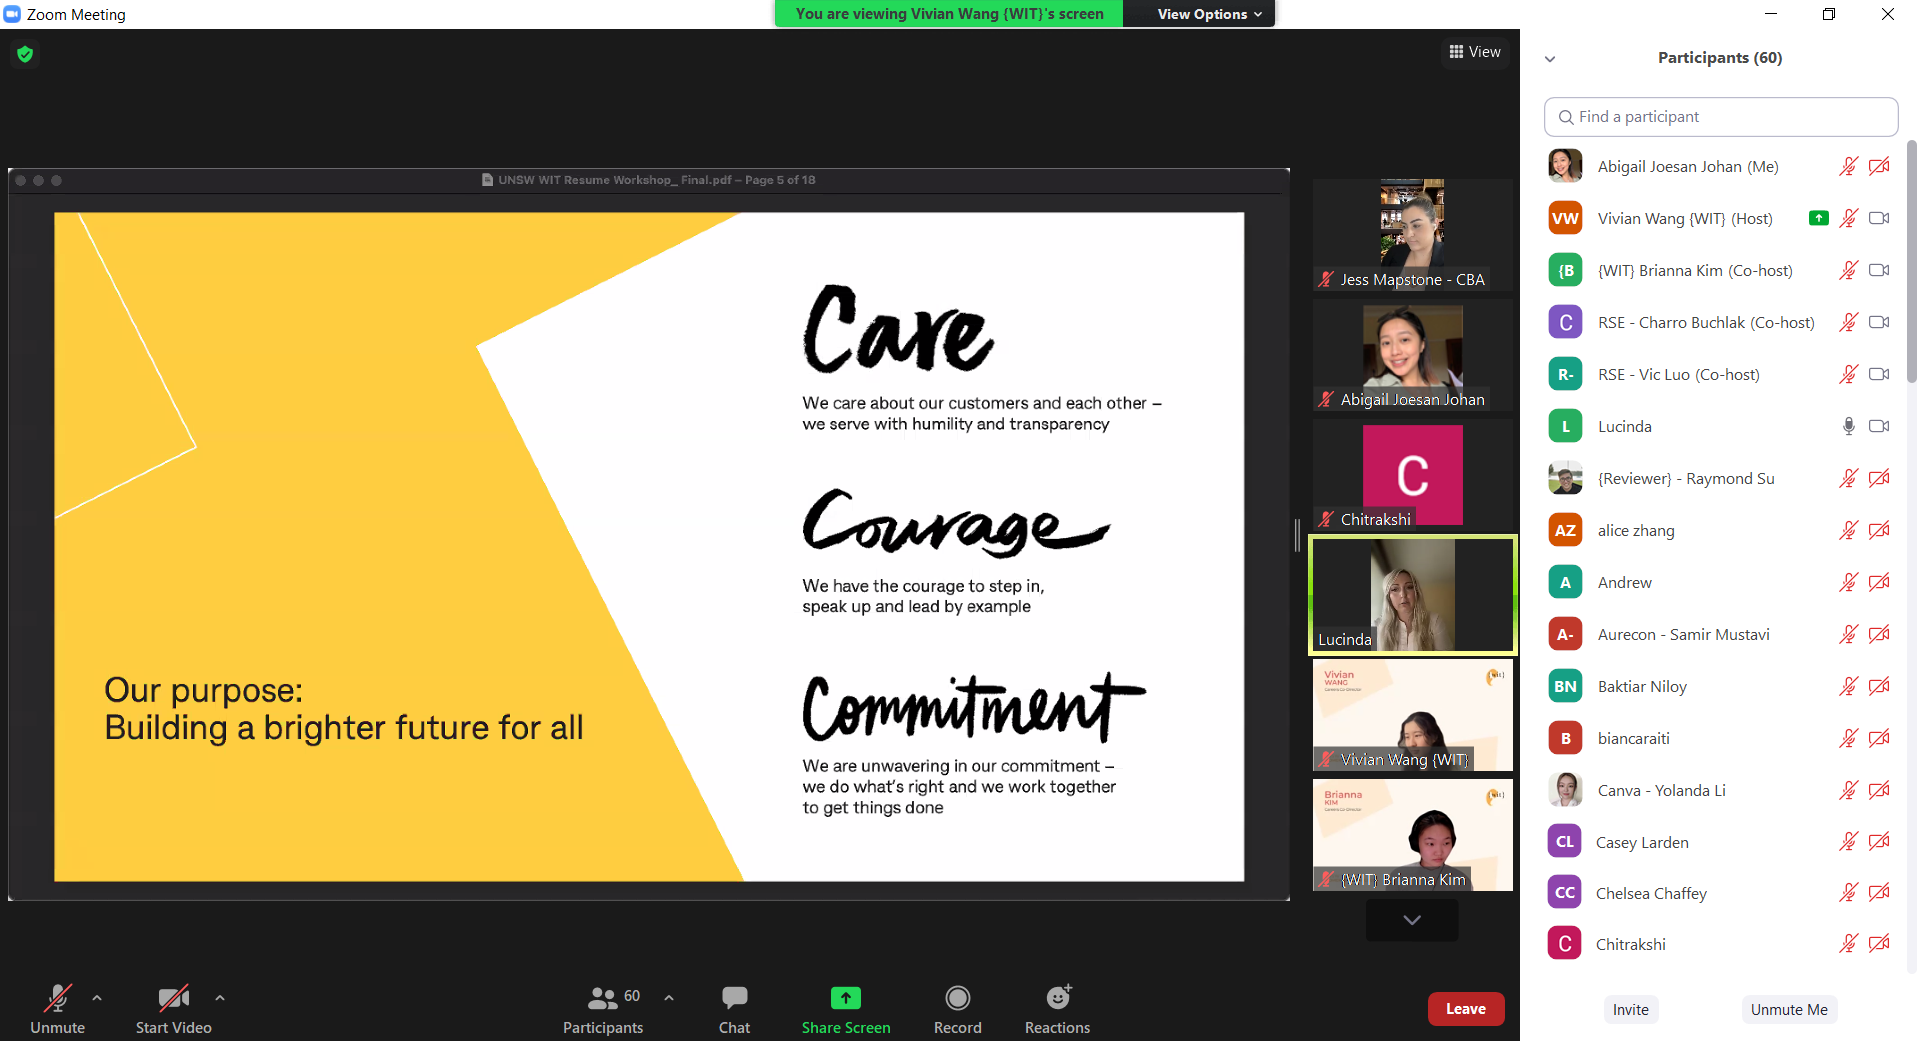 Zoom Meeting
You are viewing Vivian Wang {WIT}'s screen
View Options
View
UNSW WIT Resume Workshop_ Final.pdf – Page 5 of 18
Our purpose:
Building a brighter future for all
Care
We care about our customers and each other –
we serve with humility and transparency
Courage
We have the courage to step in,
speak up and lead by example
Commitment
We are unwavering in our commitment –
we do what's right and we work together
to get things done
Jess Mapstone - CBA
Abigail Joesan Johan
C
Chitrakshi
Lucinda
Vivian
WANG
Vivian Wang {WIT}
Brianna
KIM
{WIT} Brianna Kim
Participants (60)
Find a participant
Abigail Joesan Johan (Me)
VW Vivian Wang {WIT} (Host)
{B {WIT} Brianna Kim (Co-host)
C RSE - Charro Buchlak (Co-host)
R- RSE - Vic Luo (Co-host)
L Lucinda
{Reviewer} - Raymond Su
AZ alice zhang
A Andrew
A- Aurecon - Samir Mustavi
BN Baktiar Niloy
B biancaraiti
Canva - Yolanda Li
CL Casey Larden
CC Chelsea Chaffey
C Chitrakshi
Invite
Unmute Me
Unmute
Start Video
60
Participants
Chat
Share Screen
Record
Reactions
Leave